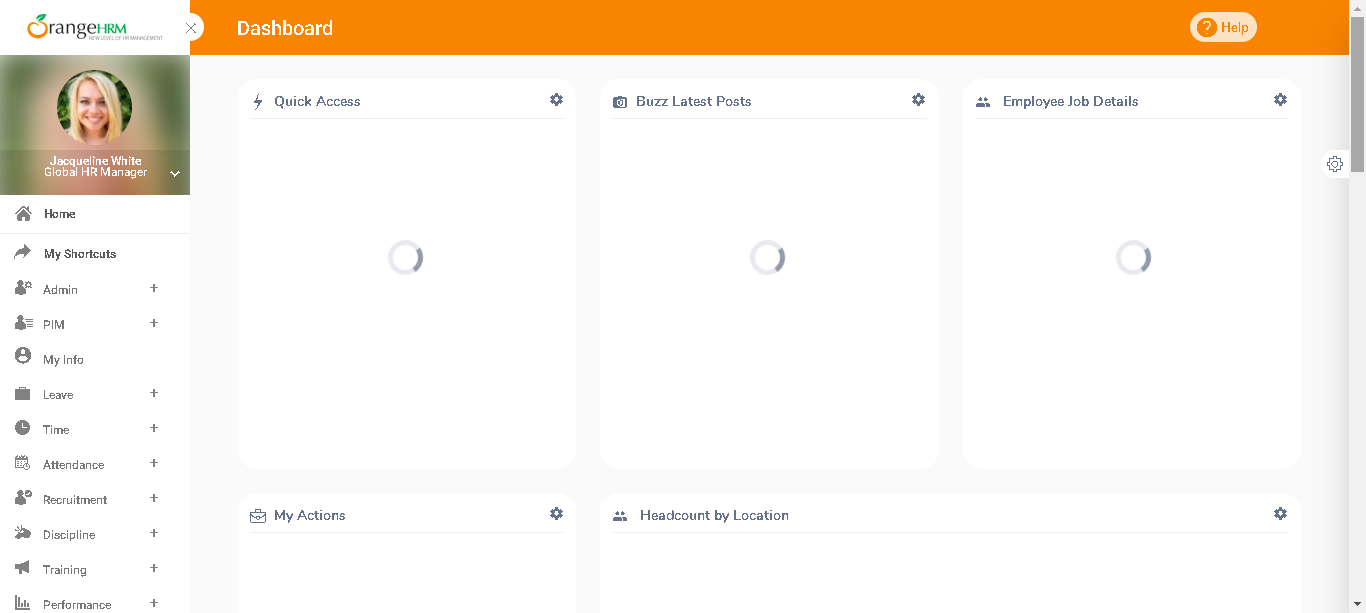 OrangeHRM
NEW LEVEL OF HR MANAGEMENT
Dashboard
? Help
Jacqueline White
Global HR Manager
Home
My Shortcuts
Admin +
PIM +
My Info
Leave +
Time +
Attendance +
Recruitment +
Discipline +
Training +
Performance +
Quick Access
Buzz Latest Posts
Employee Job Details
My Actions
Headcount by Location